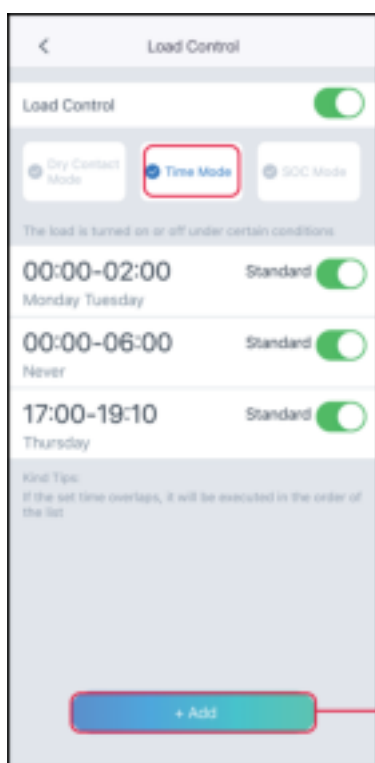 Load Control
Load Control
Dry Contact
Mode
Time Mode
SOC Mode
The load is turned on or off under certain conditions
00:00-02:00
Standard
Monday Tuesday
00:00-06:00
Standard
Never
17:00-19:10
Standard
Thursday
Kind Tips:
If the set time overlaps, it will be executed in the order of
the list
+ Add